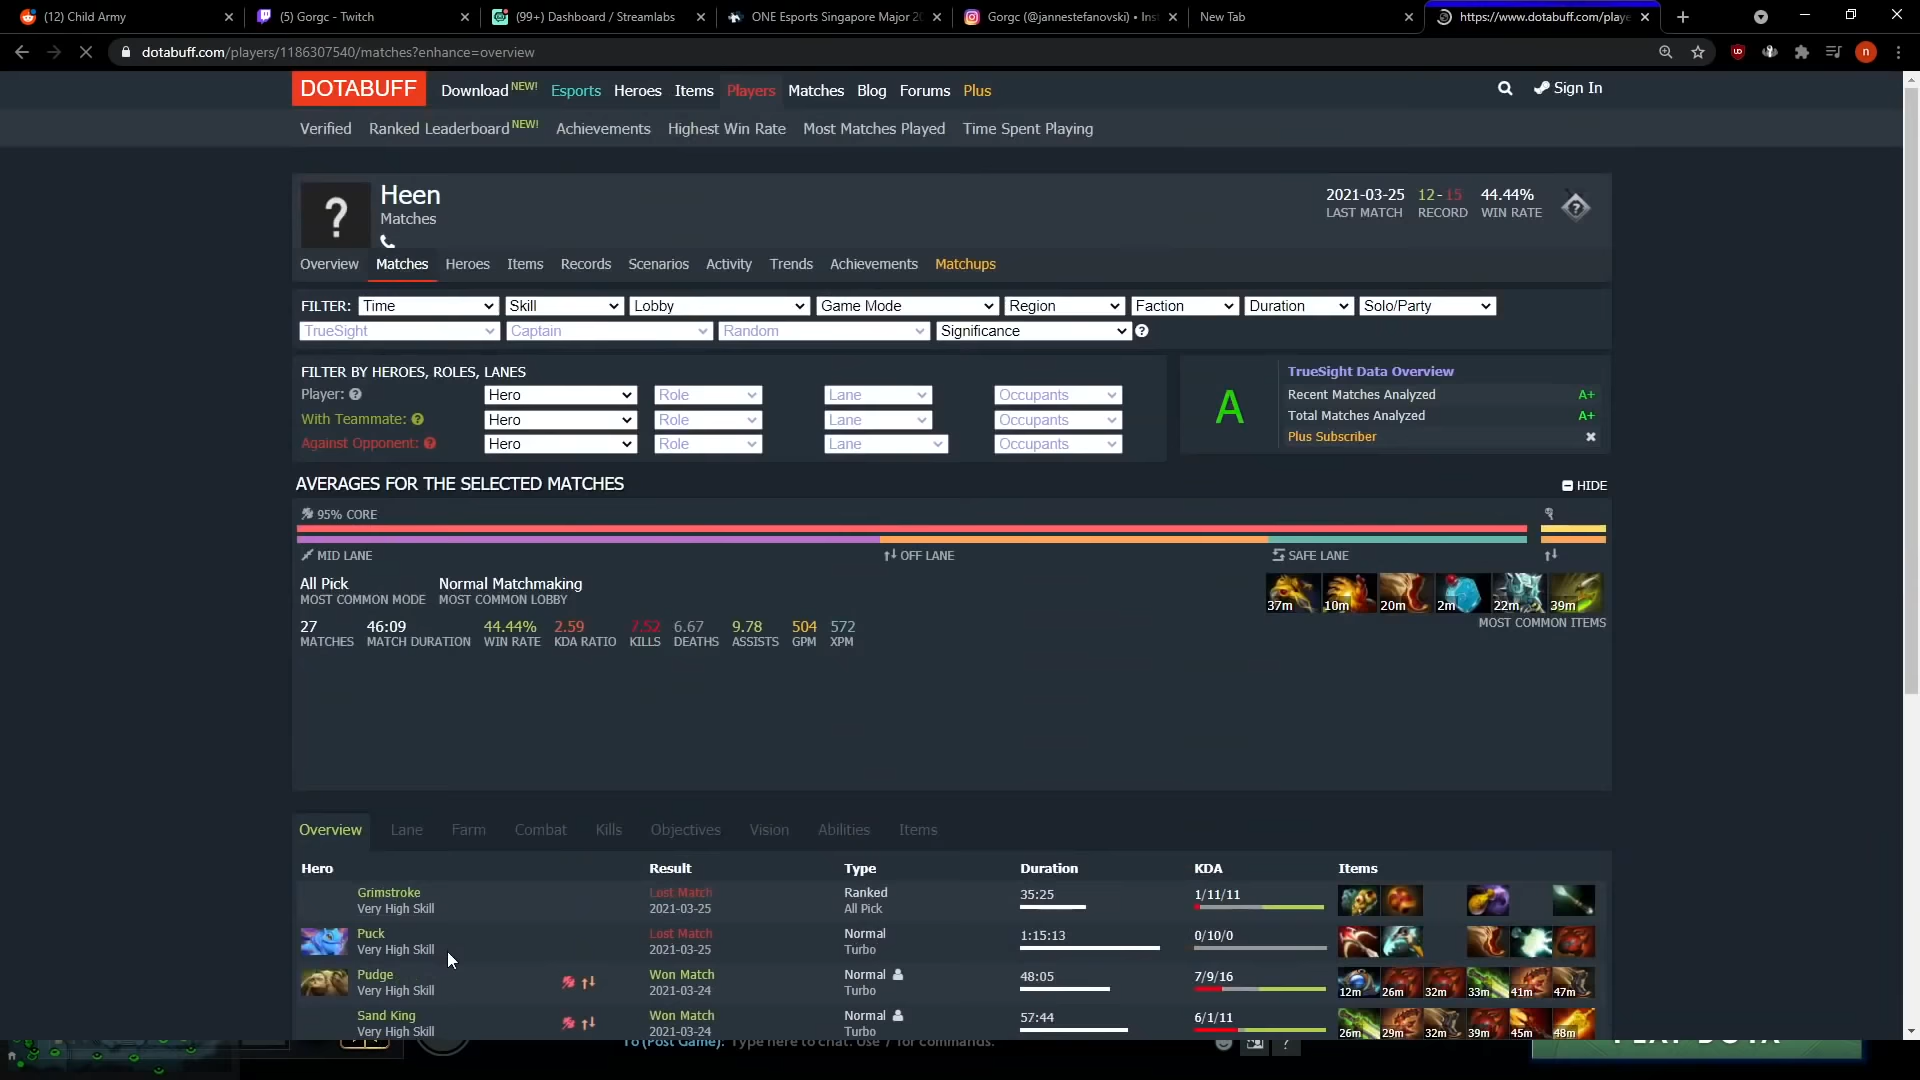 (12) Child Army
(5) Gorgc - Twitch
(99+) Dashboard / Streamlabs
ONE Esports Singapore Major 20
Gorgc (@jannestefanovski) • Ins
New Tab
https://www.dotabuff.com/playe
dotabuff.com/players/1186307540/matches?enhance=overview
DOTABUFF Download NEW! Esports Heroes Items Players Matches Blog Forums Plus Sign In
Verified Ranked Leaderboard NEW! Achievements Highest Win Rate Most Matches Played Time Spent Playing
Heen 2021-03-25 12-15 44.44%
Matches LAST MATCH RECORD WIN RATE
Overview Matches Heroes Items Records Scenarios Activity Trends Achievements Matchups
FILTER: Time Skill Lobby Game Mode Region Faction Duration Solo/Party
TrueSight Captain Random Significance
FILTER BY HEROES, ROLES, LANES
Player: Hero Role Lane Occupants
With Teammate: Hero Role Lane Occupants
Against Opponent: Hero Role Lane Occupants
A
TrueSight Data Overview
Recent Matches Analyzed A+
Total Matches Analyzed A+
Plus Subscriber
AVERAGES FOR THE SELECTED MATCHES HIDE
95% CORE
MID LANE OFF LANE SAFE LANE
All Pick Normal Matchmaking
MOST COMMON MODE MOST COMMON LOBBY
37m 10m 20m 2m 22m 39m
MOST COMMON ITEMS
27 46:09 44.44% 2.59 7.52 6.67 9.78 504 572
MATCHES MATCH DURATION WIN RATE KDA RATIO KILLS DEATHS ASSISTS GPM XPM
Overview Lane Farm Combat Kills Objectives Vision Abilities Items
Hero Result Type Duration KDA Items
Grimstroke Lost Match Ranked 35:25 1/11/11
Very High Skill 2021-03-25 All Pick
Puck Lost Match Normal 1:15:13 0/10/0
Very High Skill 2021-03-25 Turbo
Pudge Won Match Normal 48:05 7/9/16
Very High Skill 2021-03-24 Turbo 12m 26m 32m 33m 41m 47m
Sand King Won Match Normal 57:44 6/1/11
Very High Skill 2021-03-24 Turbo 26m 29m 32m 39m 45m 48m
To (Post Game): Type here to chat. Use '/' for commands.
PLAY DOTA